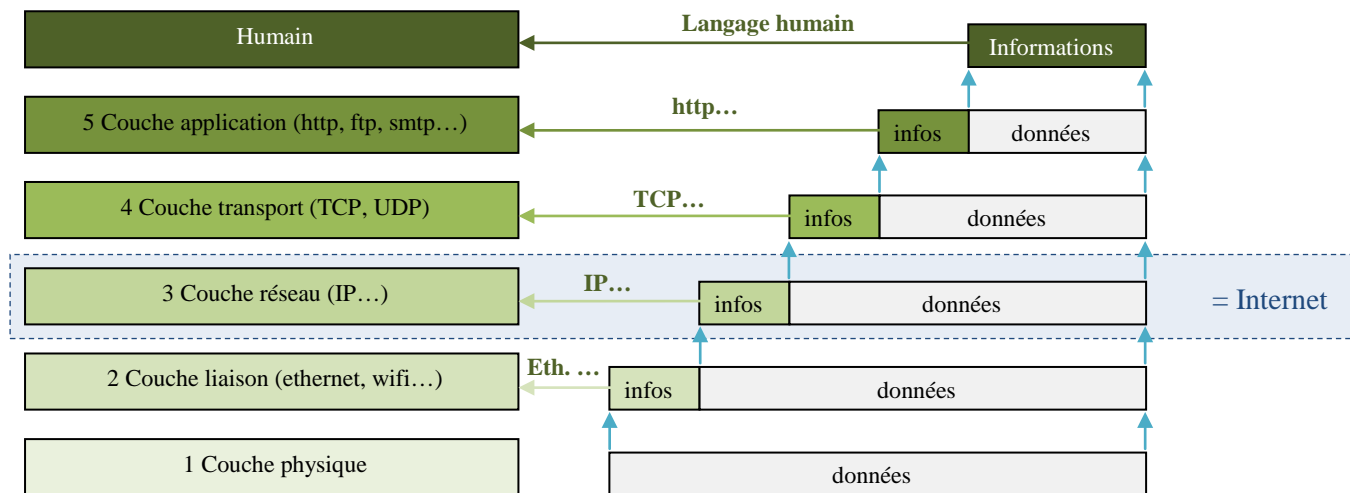 Humain
Langage humain
Informations
5 Couche application (http, ftp, smtp…)
http…
infos
données
4 Couche transport (TCP, UDP)
TCP…
infos
données
3 Couche réseau (IP…)
IP…
infos
données
= Internet
2 Couche liaison (ethernet, wifi…)
Eth. …
infos
données
1 Couche physique
données